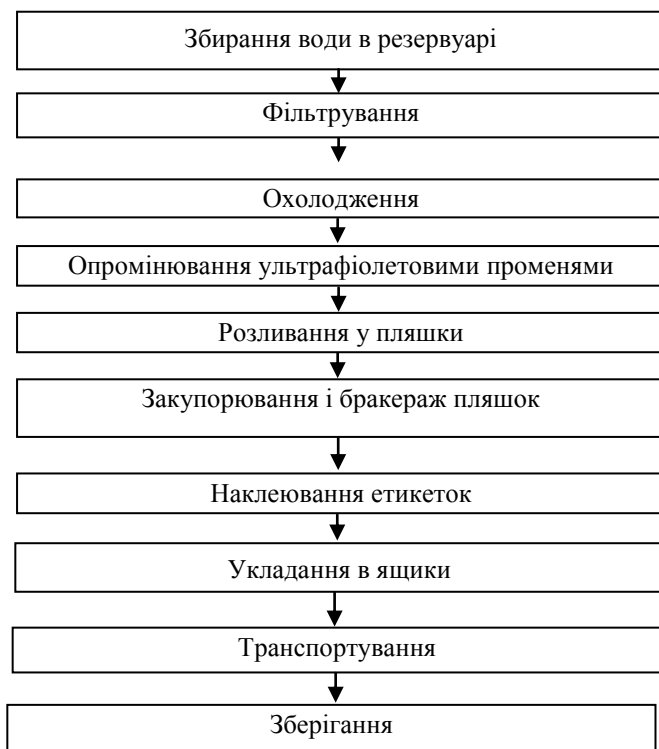 Збирання води в резервуарі
Фільтрування
Охолодження
Опромінювання ультрафіолетовими променями
Розливання у пляшки
Закупорювання і бракераж пляшок
Наклеювання етикеток
Укладання в ящики
Транспортування
Зберігання